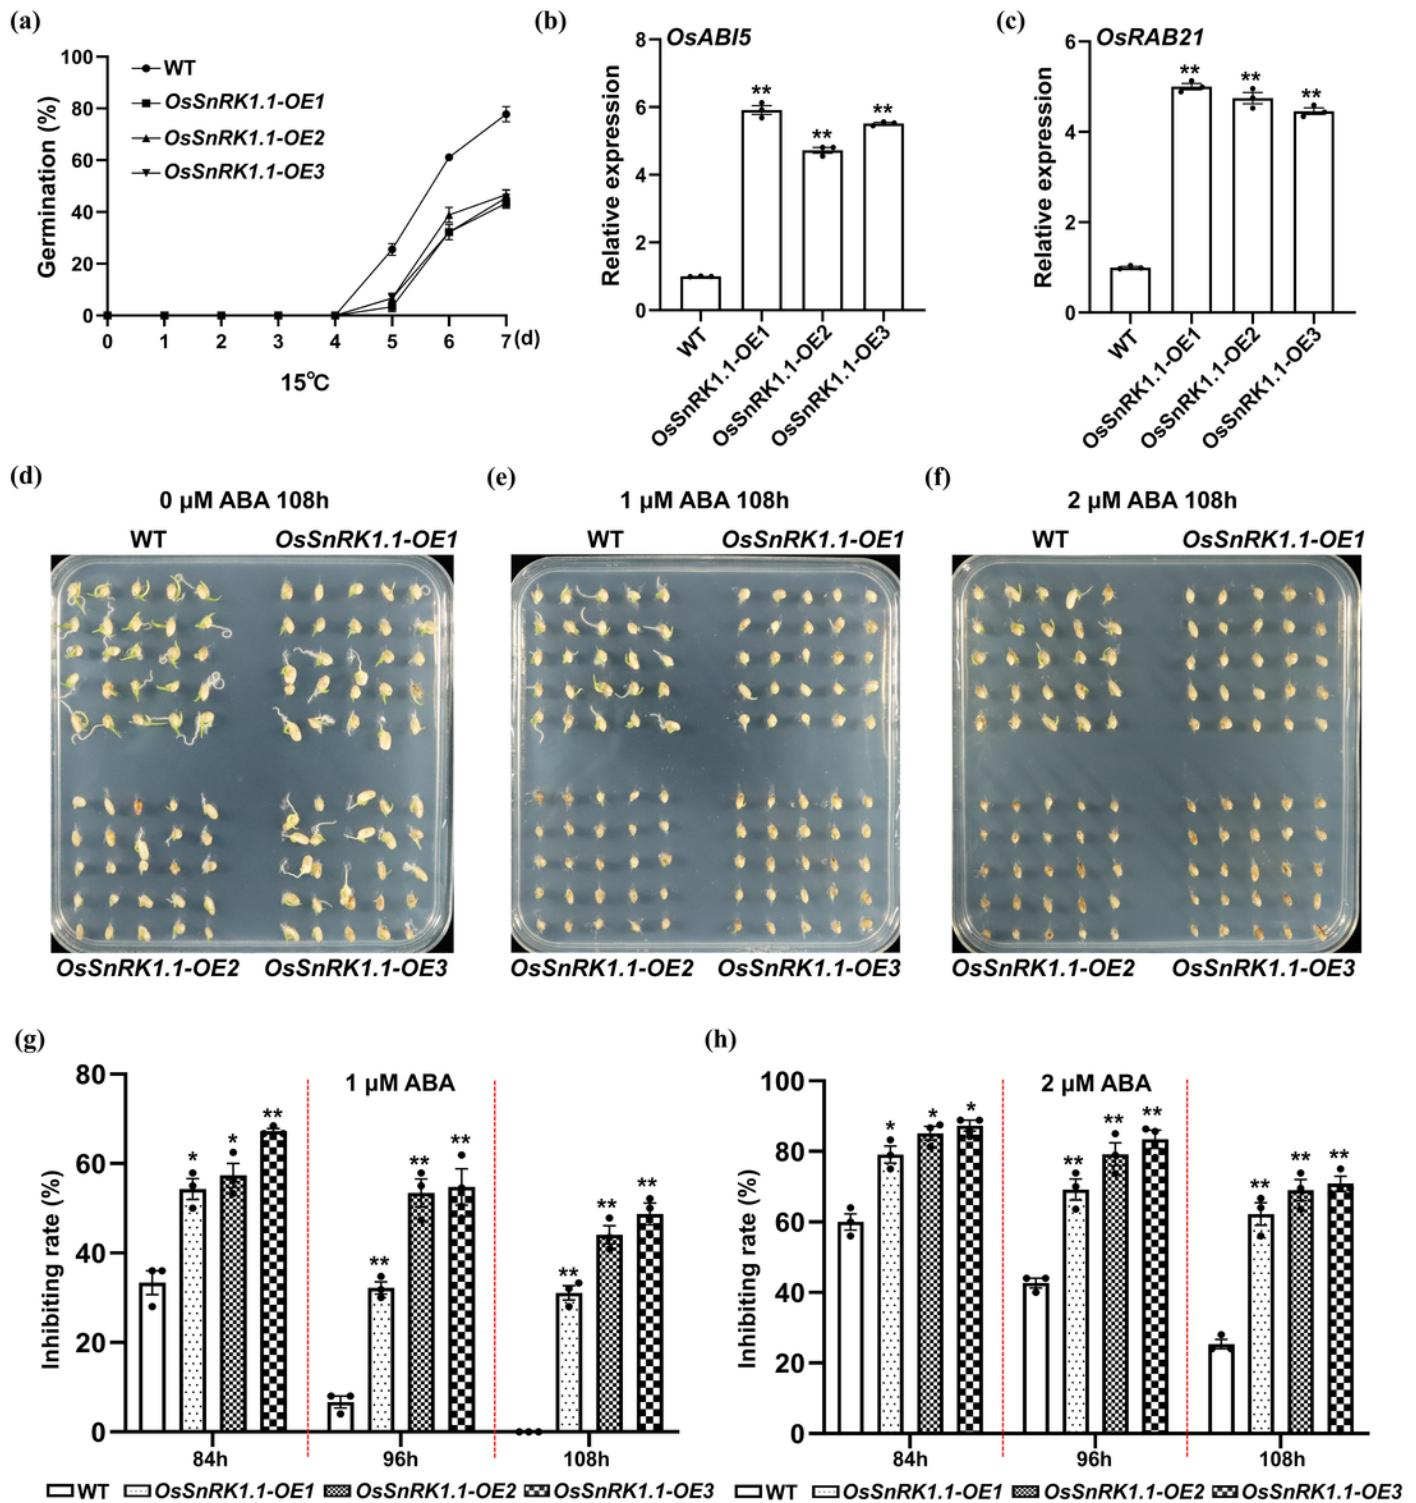 (a)
100
80
60
40
20
0
Germination (%)
WT
OsSnRK1.1-OE1
OsSnRK1.1-OE2
OsSnRK1.1-OE3
0 1 2 3 4 5 6 7 (d)
15°C
(b)
OsABI5
8
6
4
2
0
Relative expression
** ** **
WT
OsSnRK1.1-OE1
OsSnRK1.1-OE2
OsSnRK1.1-OE3
(c)
OsRAB21
6
4
2
0
Relative expression
** ** **
WT
OsSnRK1.1-OE1
OsSnRK1.1-OE2
OsSnRK1.1-OE3
(d)
0 µM ABA 108h
WT OsSnRK1.1-OE1
OsSnRK1.1-OE2 OsSnRK1.1-OE3
(e)
1 µM ABA 108h
WT OsSnRK1.1-OE1
OsSnRK1.1-OE2 OsSnRK1.1-OE3
(f)
2 µM ABA 108h
WT OsSnRK1.1-OE1
OsSnRK1.1-OE2 OsSnRK1.1-OE3
(g)
1 µM ABA
80
60
40
20
0
Inhibiting rate (%)
* * ** ** ** ** ** ** **
84h 96h 108h
WT OsSnRK1.1-OE1 OsSnRK1.1-OE2 OsSnRK1.1-OE3
(h)
2 µM ABA
100
80
60
40
20
0
Inhibiting rate (%)
* * * ** ** ** ** ** **
84h 96h 108h
WT OsSnRK1.1-OE1 OsSnRK1.1-OE2 OsSnRK1.1-OE3